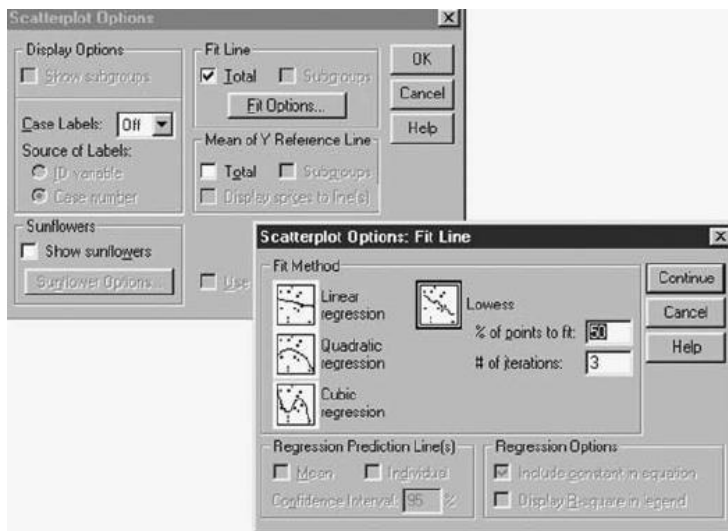 Scatterplot Options
Display Options
Show subgroups
Case Labels: Off
Source of Labels:
ID variable
Case number
Sunflowers
Show sunflowers
Sunflower Options...
Fit Line
Total Subgroups
Fit Options...
Mean of Y Reference Line
Total Subgroups
Display spikes to line(s)
Use
OK
Cancel
Help
Scatterplot Options: Fit Line
Fit Method
Linear
regression
Quadratic
regression
Cubic
regression
Lowess
% of points to fit: 50
# of iterations: 3
Continue
Cancel
Help
Regression Prediction Line(s)
Mean Individual
Confidence Interval: 95 %
Regression Options
Include constant in equation
Display R-square in legend